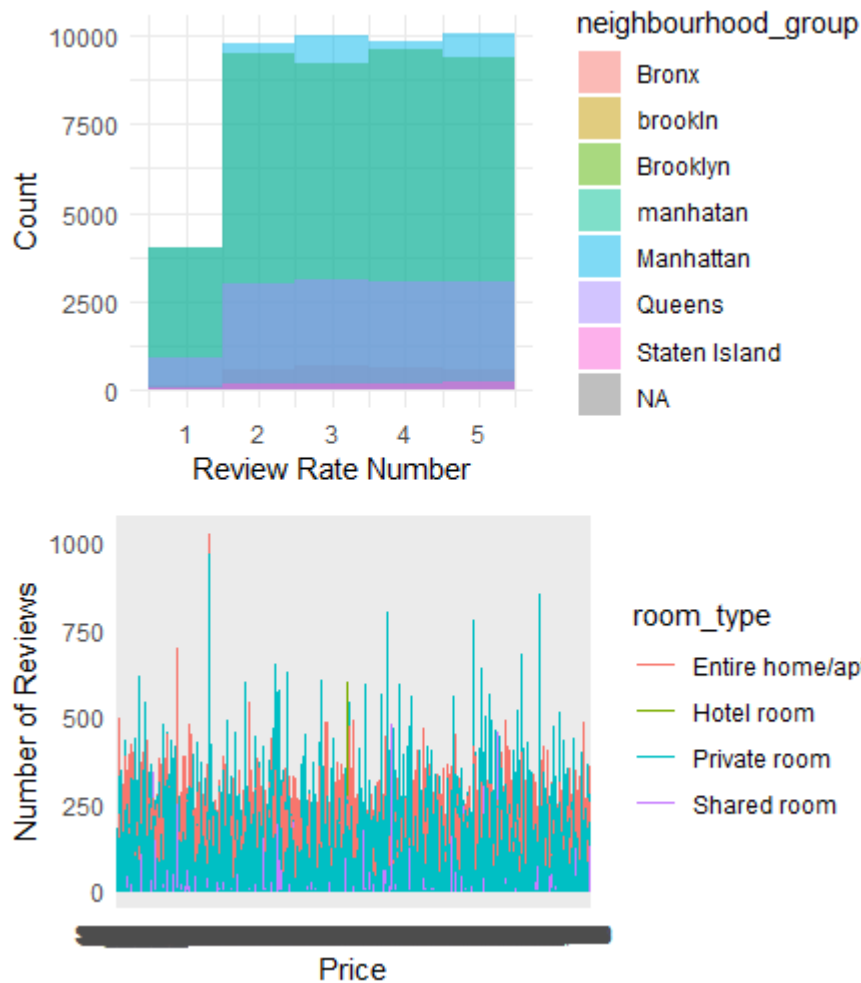 neighbourhood_group
Bronx
brookln
Brooklyn
manhatan
Manhattan
Queens
Staten Island
NA
10000
7500
5000
2500
0
Count
1 2 3 4 5
Review Rate Number
1000
750
500
250
0
Number of Reviews
Price
room_type
Entire home/ap
Hotel room
Private room
Shared room